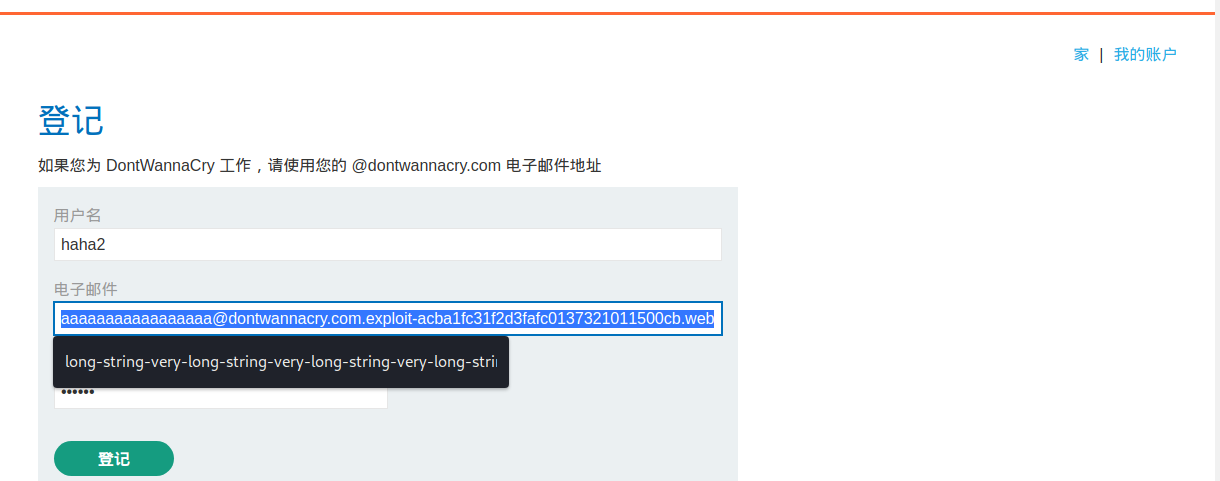 家 | 我的账户
登记
如果您为 DontWannaCry 工作，请使用您的 @dontwannacry.com 电子邮件地址
用户名
haha2
电子邮件
aaaaaaaaaaaaaaaaa@dontwannacry.com.exploit-acba1fc31f2d3fafc0137321011500cb.web
long-string-very-long-string-very-long-string-very-long-strin
••••••
登记